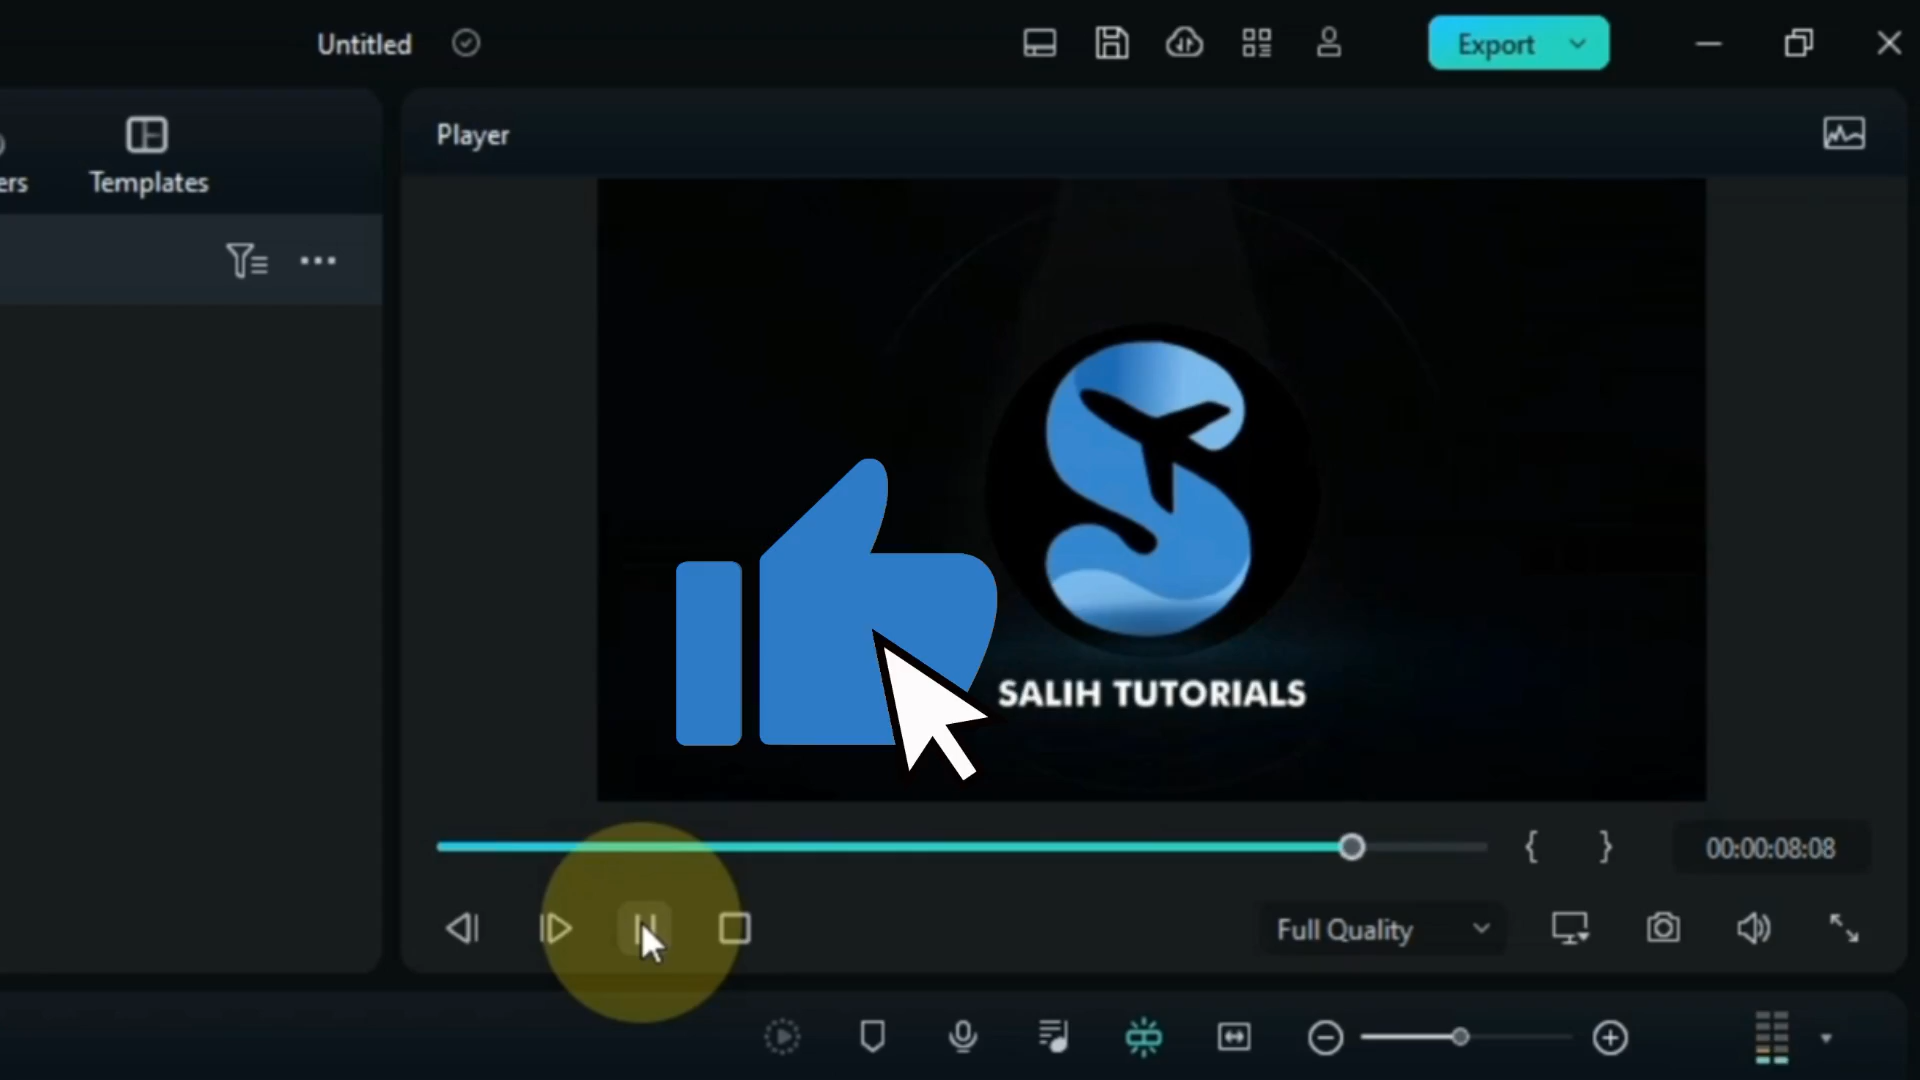 Untitled
Export
ers
Templates
Player
SALIH TUTORIALS
{ }
00:00:08:08
Full Quality